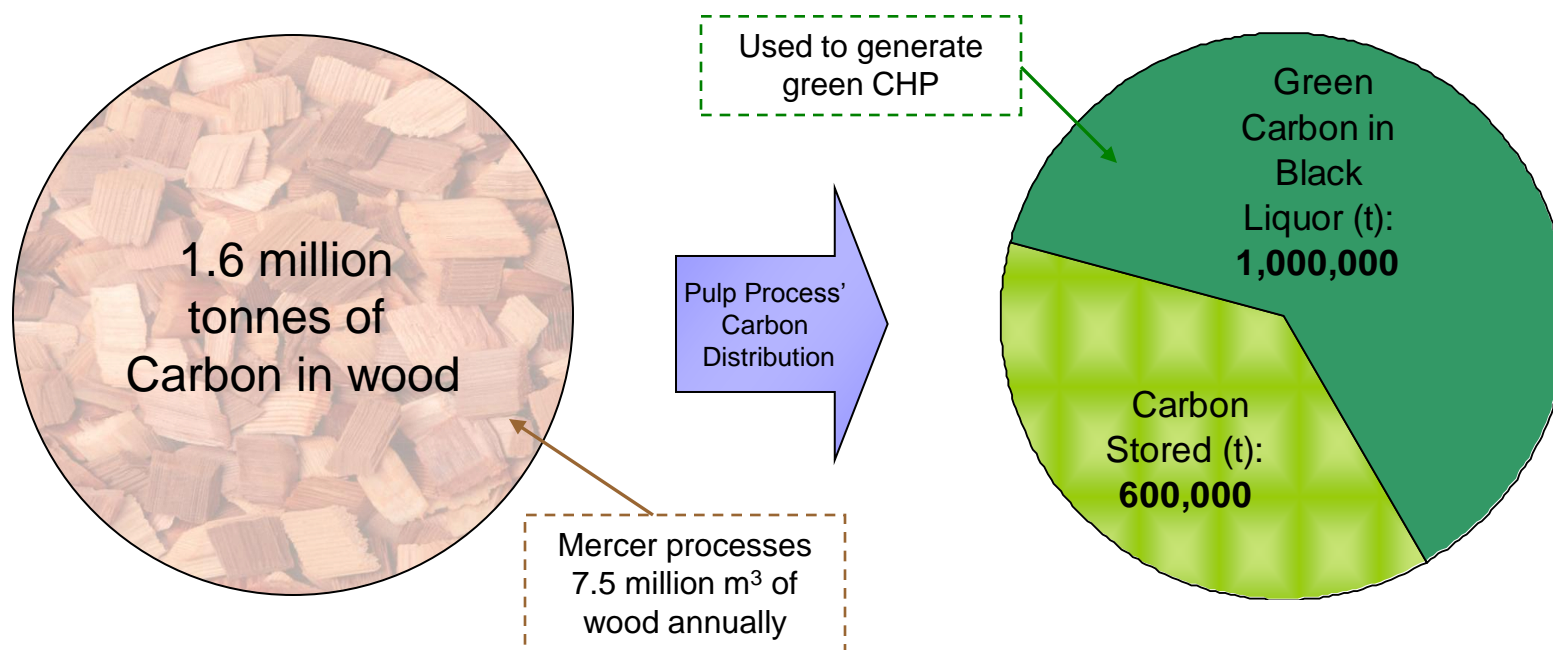 1.6 million
tonnes of
Carbon in wood
Mercer processes
7.5 million m³ of
wood annually
Pulp Process’
Carbon
Distribution
Used to generate
green CHP
Green
Carbon in
Black
Liquor (t):
1,000,000
Carbon
Stored (t):
600,000